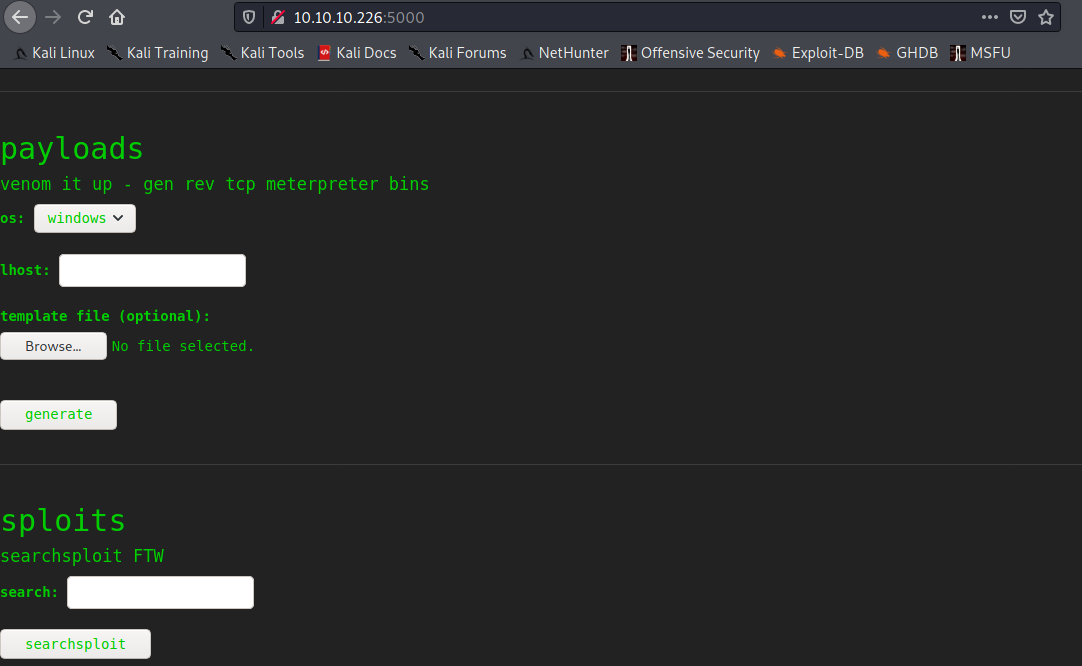 10.10.10.226:5000
Kali Linux Kali Training Kali Tools Kali Docs Kali Forums NetHunter Offensive Security Exploit-DB GHDB MSFU
payloads
venom it up - gen rev tcp meterpreter bins
os: windows
lhost:
template file (optional):
Browse... No file selected.
generate
sploits
searchsploit FTW
search:
searchsploit